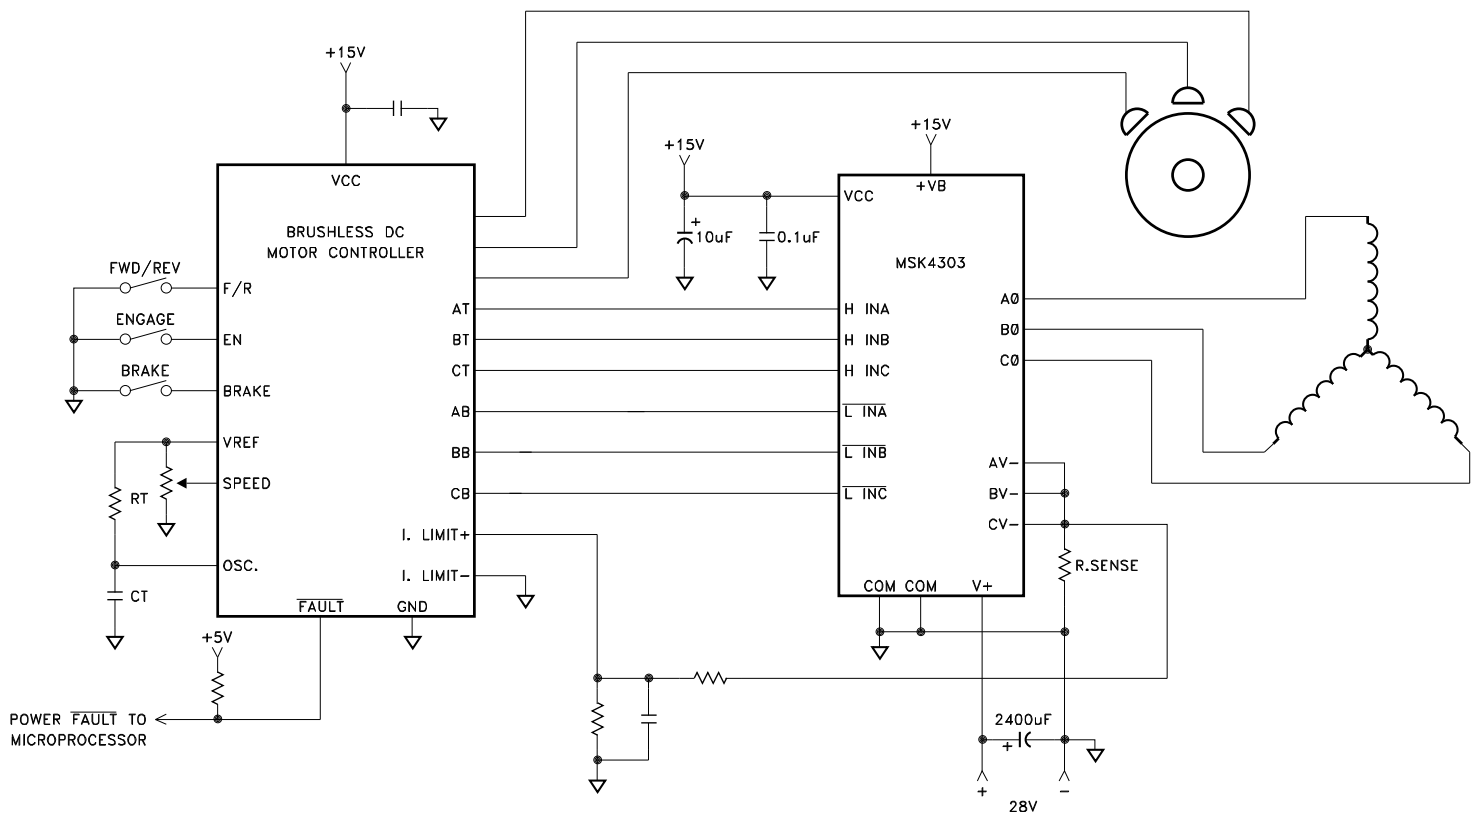 +15V
+15V
+15V
VCC
+VB
VCC
BRUSHLESS DC
MOTOR CONTROLLER
+
10uF
0.1uF
MSK4303
FWD/REV
F/R
ENGAGE
EN
BRAKE
BRAKE
VREF
SPEED
RT
OSC.
CT
AT
BT
CT
AB
BB
CB
I. LIMIT+
I. LIMIT-
FAULT
GND
H INA
H INB
H INC
L INA
L INB
L INC
AØ
BØ
CØ
AV-
BV-
CV-
R.SENSE
COM COM
V+
+5V
POWER FAULT TO
MICROPROCESSOR
2400uF
+
+
-
28V